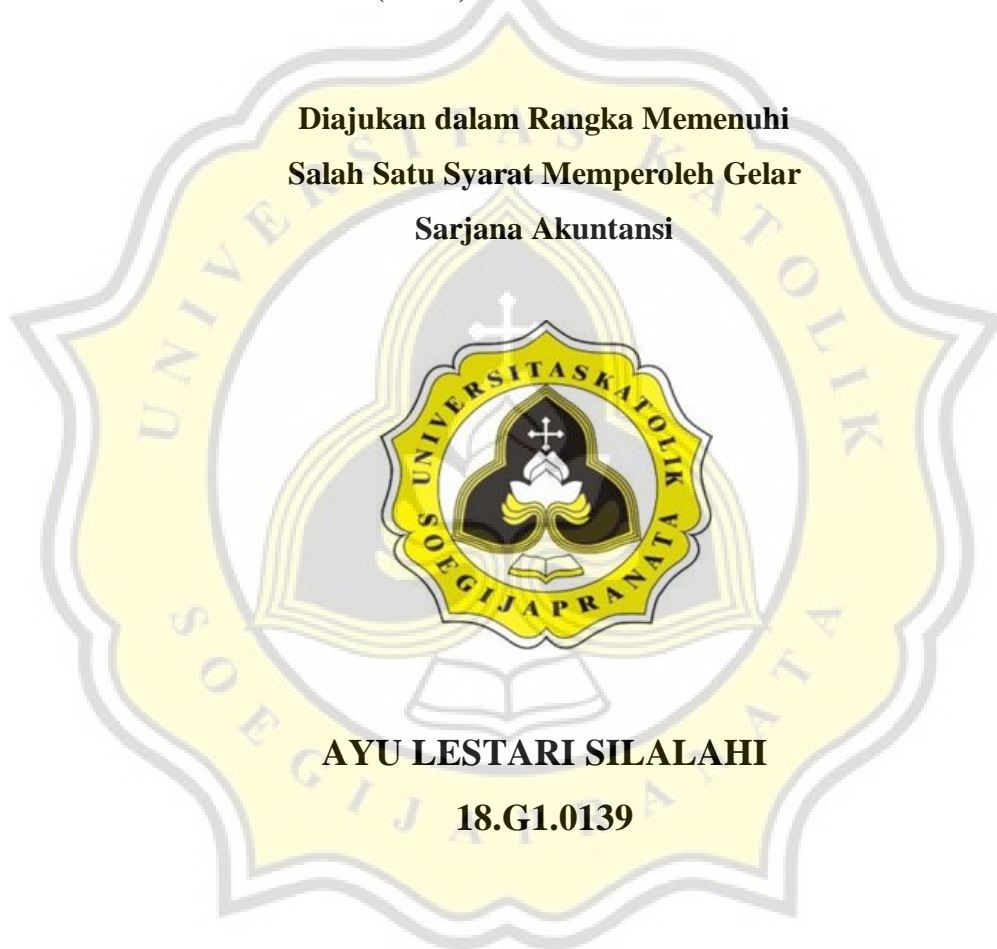 Diajukan dalam Rangka Memenuhi
Salah Satu Syarat Memperoleh Gelar
Sarjana Akuntansi
UNIVERSITAS KATOLIK
SOEGIJAPRANATA
AYU LESTARI SILALAHI
18.G1.0139